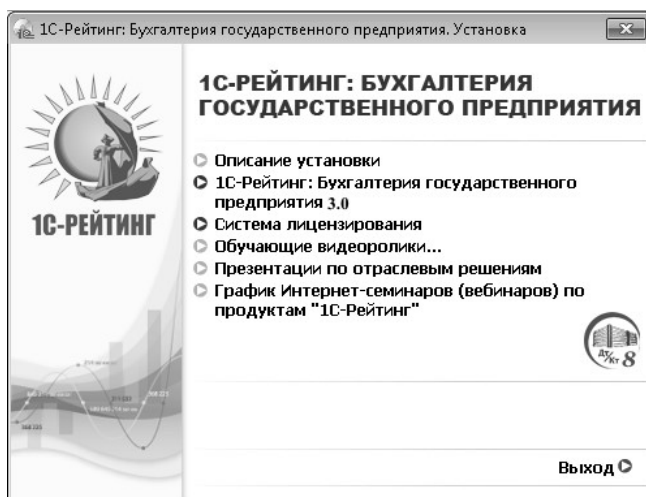 1С-Рейтинг: Бухгалтерия государственного предприятия. Установка
1С-РЕЙТИНГ: БУХГАЛТЕРИЯ
ГОСУДАРСТВЕННОГО ПРЕДПРИЯТИЯ
Описание установки
1С-Рейтинг: Бухгалтерия государственного
предприятия 3.0
Система лицензирования
Обучающие видеоролики...
Презентации по отраслевым решениям
График Интернет-семинаров (вебинаров) по
продуктам "1С-Рейтинг"
1С-РЕЙТИНГ
Дт/Кт 8
Выход